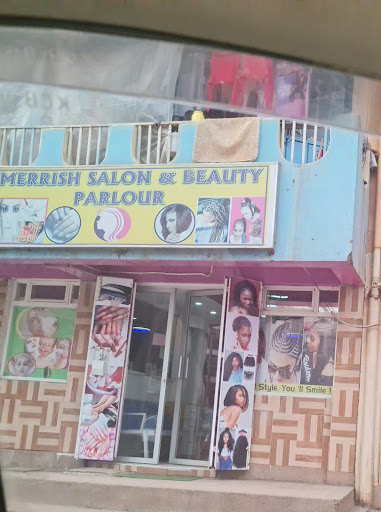 MERRISH SALON & BEAUTY
PARLOUR
Style, You 'll Smile!